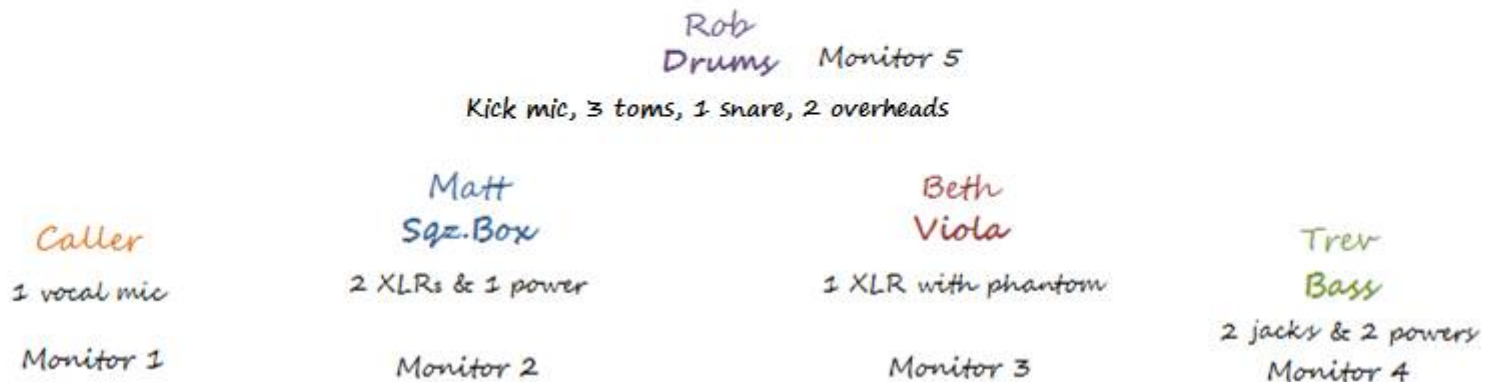 Rob
Drums Monitor 5
Kick mic, 3 toms, 1 snare, 2 overheads
Caller
1 vocal mic
Monitor 1
Matt
Sqz.Box
2 XLRs & 1 power
Monitor 2
Beth
Viola
1 XLR with phantom
Monitor 3
Trev
Bass
2 jacks & 2 powers
Monitor 4